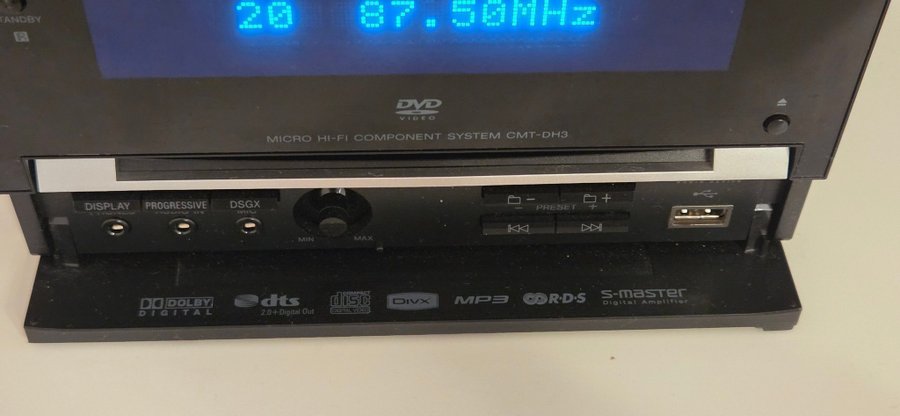 STANDBY
20 87.50MHz
DVD
VIDEO
MICRO HI-FI COMPONENT SYSTEM CMT-DH3
DISPLAY PROGRESSIVE DSGX
MIC
MIN MAX
- +
- PRESET +
DOLBY
DIGITAL
dts
2.0+Digital Out
COMPACT
disc
DIGITAL VIDEO
DivX
MP3
R·D·S
S-master
Digital Amplifier